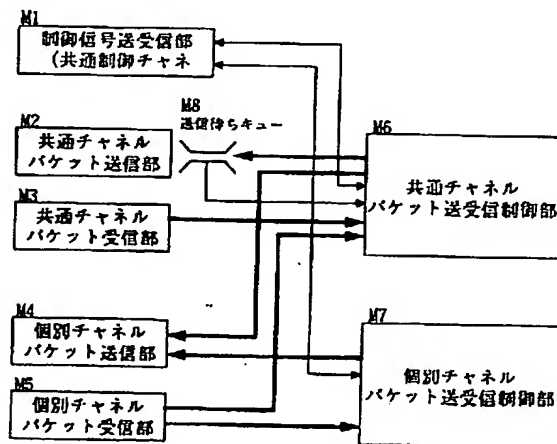 M1
制御信号送受信部
(共通制御チャネ
M8
送信待ちキュー
M2
共通チャネル
パケット送信部
M6
共通チャネル
パケット送受信制御部
M3
共通チャネル
パケット受信部
M4
個別チャネル
パケット送信部
M7
個別チャネル
パケット送受信制御部
M5
個別チャネル
パケット受信部